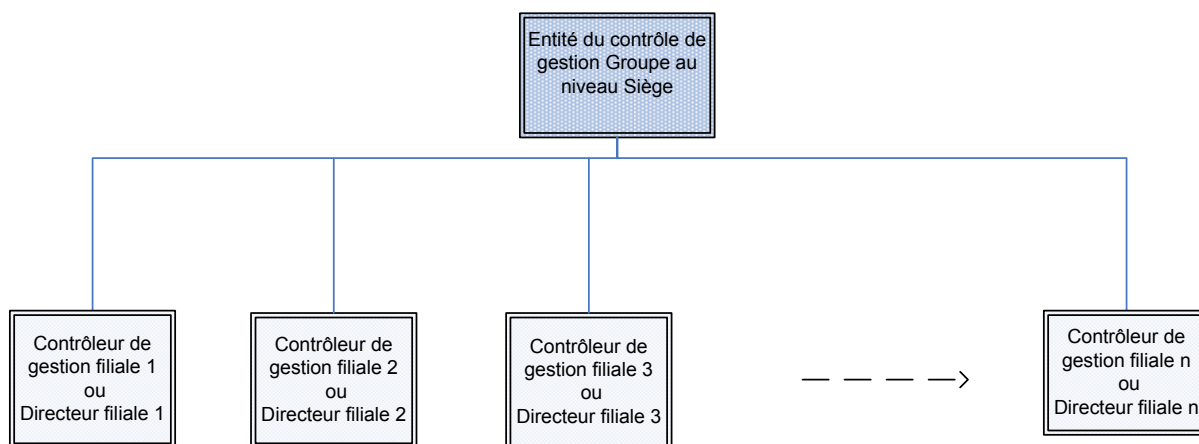 Entité du contrôle de
gestion Groupe au
niveau Siège
Contrôleur de
gestion filiale 1
ou
Directeur filiale 1
Contrôleur de
gestion filiale 2
ou
Directeur filiale 2
Contrôleur de
gestion filiale 3
ou
Directeur filiale 3
Contrôleur de
gestion filiale n
ou
Directeur filiale n